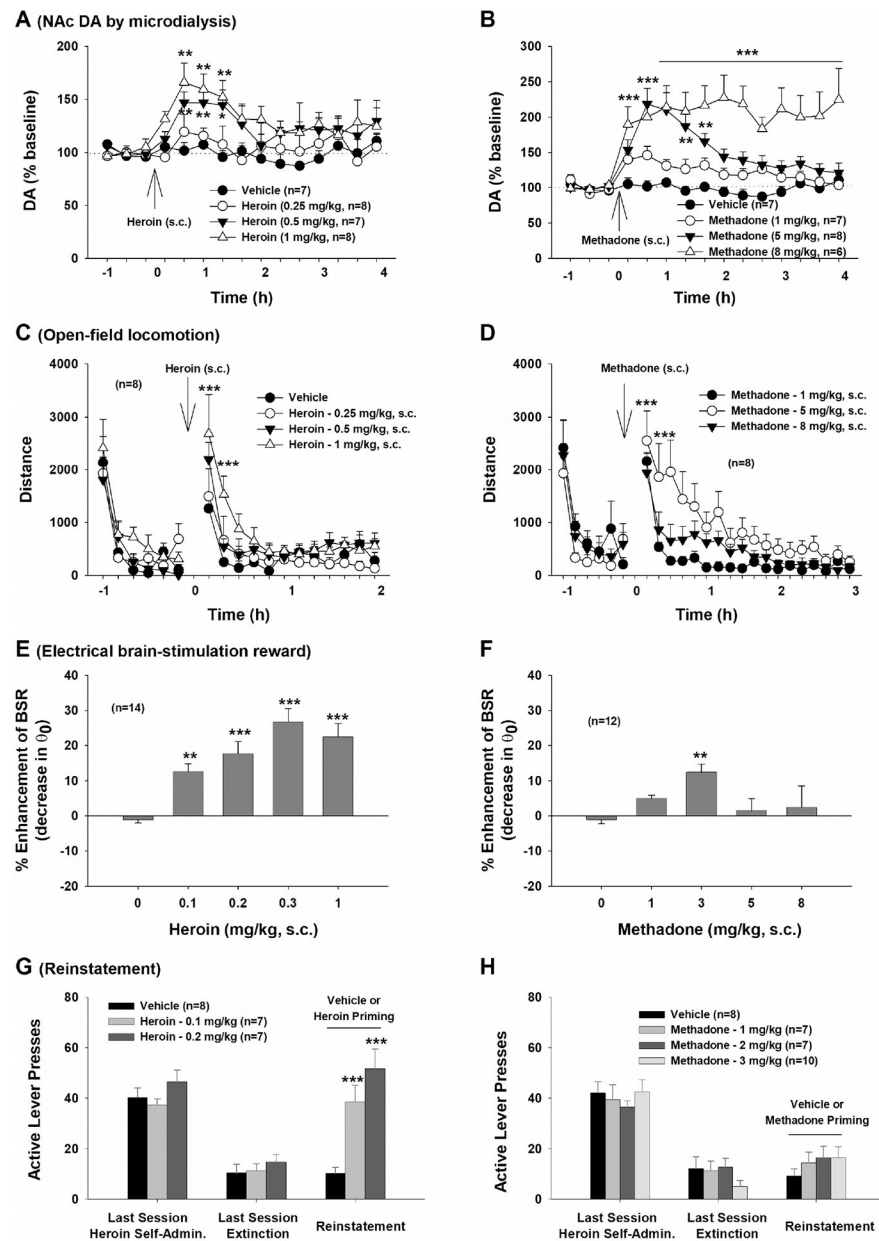 A (NAc DA by microdialysis)
200
150
100
50
0
DA (% baseline)
**
**
**
**
**
*
Heroin (s.c.)
Vehicle (n=7)
Heroin (0.25 mg/kg, n=8)
Heroin (0.5 mg/kg, n=7)
Heroin (1 mg/kg, n=8)
-1 0 1 2 3 4
Time (h)
B
300
250
200
150
100
50
0
DA (% baseline)
***
***
***
**
**
Methadone (s.c.)
Vehicle (n=7)
Methadone (1 mg/kg, n=7)
Methadone (5 mg/kg, n=8)
Methadone (8 mg/kg, n=6)
-1 0 1 2 3 4
Time (h)
C (Open-field locomotion)
4000
3000
2000
1000
0
Distance
(n=8)
Heroin (s.c.)
***
***
Vehicle
Heroin - 0.25 mg/kg, s.c.
Heroin - 0.5 mg/kg, s.c.
Heroin - 1 mg/kg, s.c.
-1 0 1 2
Time (h)
D
4000
3000
2000
1000
0
Distance
Methadone (s.c.)
***
***
Methadone - 1 mg/kg, s.c.
Methadone - 5 mg/kg, s.c.
Methadone - 8 mg/kg, s.c.
(n=8)
-1 0 1 2 3
Time (h)
E (Electrical brain-stimulation reward)
40
30
20
10
0
-10
-20
% Enhancement of BSR
(decrease in θ0)
(n=14)
**
***
***
***
0 0.1 0.2 0.3 1
Heroin (mg/kg, s.c.)
F
40
30
20
10
0
-10
-20
% Enhancement of BSR
(decrease in θ0)
(n=12)
**
0 1 3 5 8
Methadone (mg/kg, s.c.)
G (Reinstatement)
80
60
40
20
0
Active Lever Presses
Vehicle (n=8)
Heroin - 0.1 mg/kg (n=7)
Heroin - 0.2 mg/kg (n=7)
Vehicle or
Heroin Priming
***
***
Last Session
Heroin Self-Admin.
Last Session
Extinction
Reinstatement
H
80
60
40
20
0
Active Lever Presses
Vehicle (n=8)
Methadone - 1 mg/kg (n=7)
Methadone - 2 mg/kg (n=7)
Methadone - 3 mg/kg (n=10)
Vehicle or
Methadone Priming
Last Session
Heroin Self-Admin.
Last Session
Extinction
Reinstatement